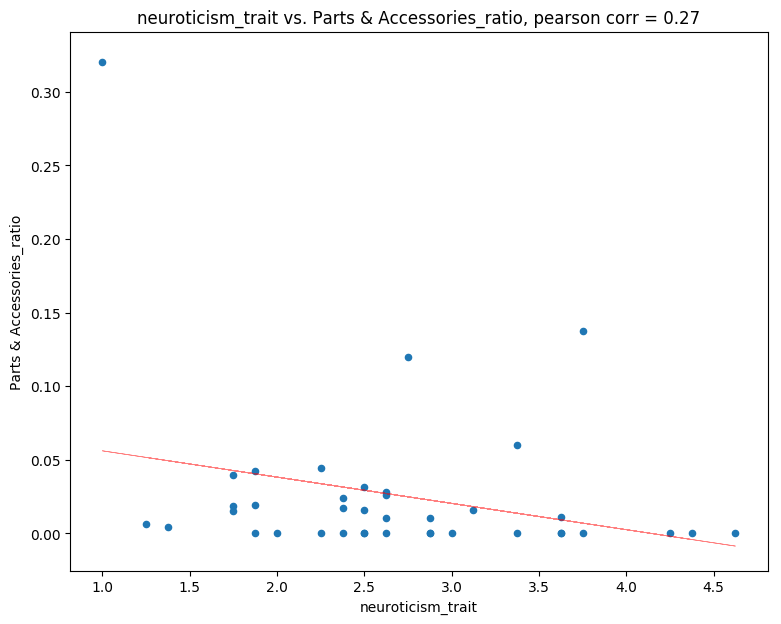 neuroticism_trait vs. Parts & Accessories_ratio, pearson corr = 0.27
Parts & Accessories_ratio
0.30
0.25
0.20
0.15
0.10
0.05
0.00
1.0 1.5 2.0 2.5 3.0 3.5 4.0 4.5
neuroticism_trait